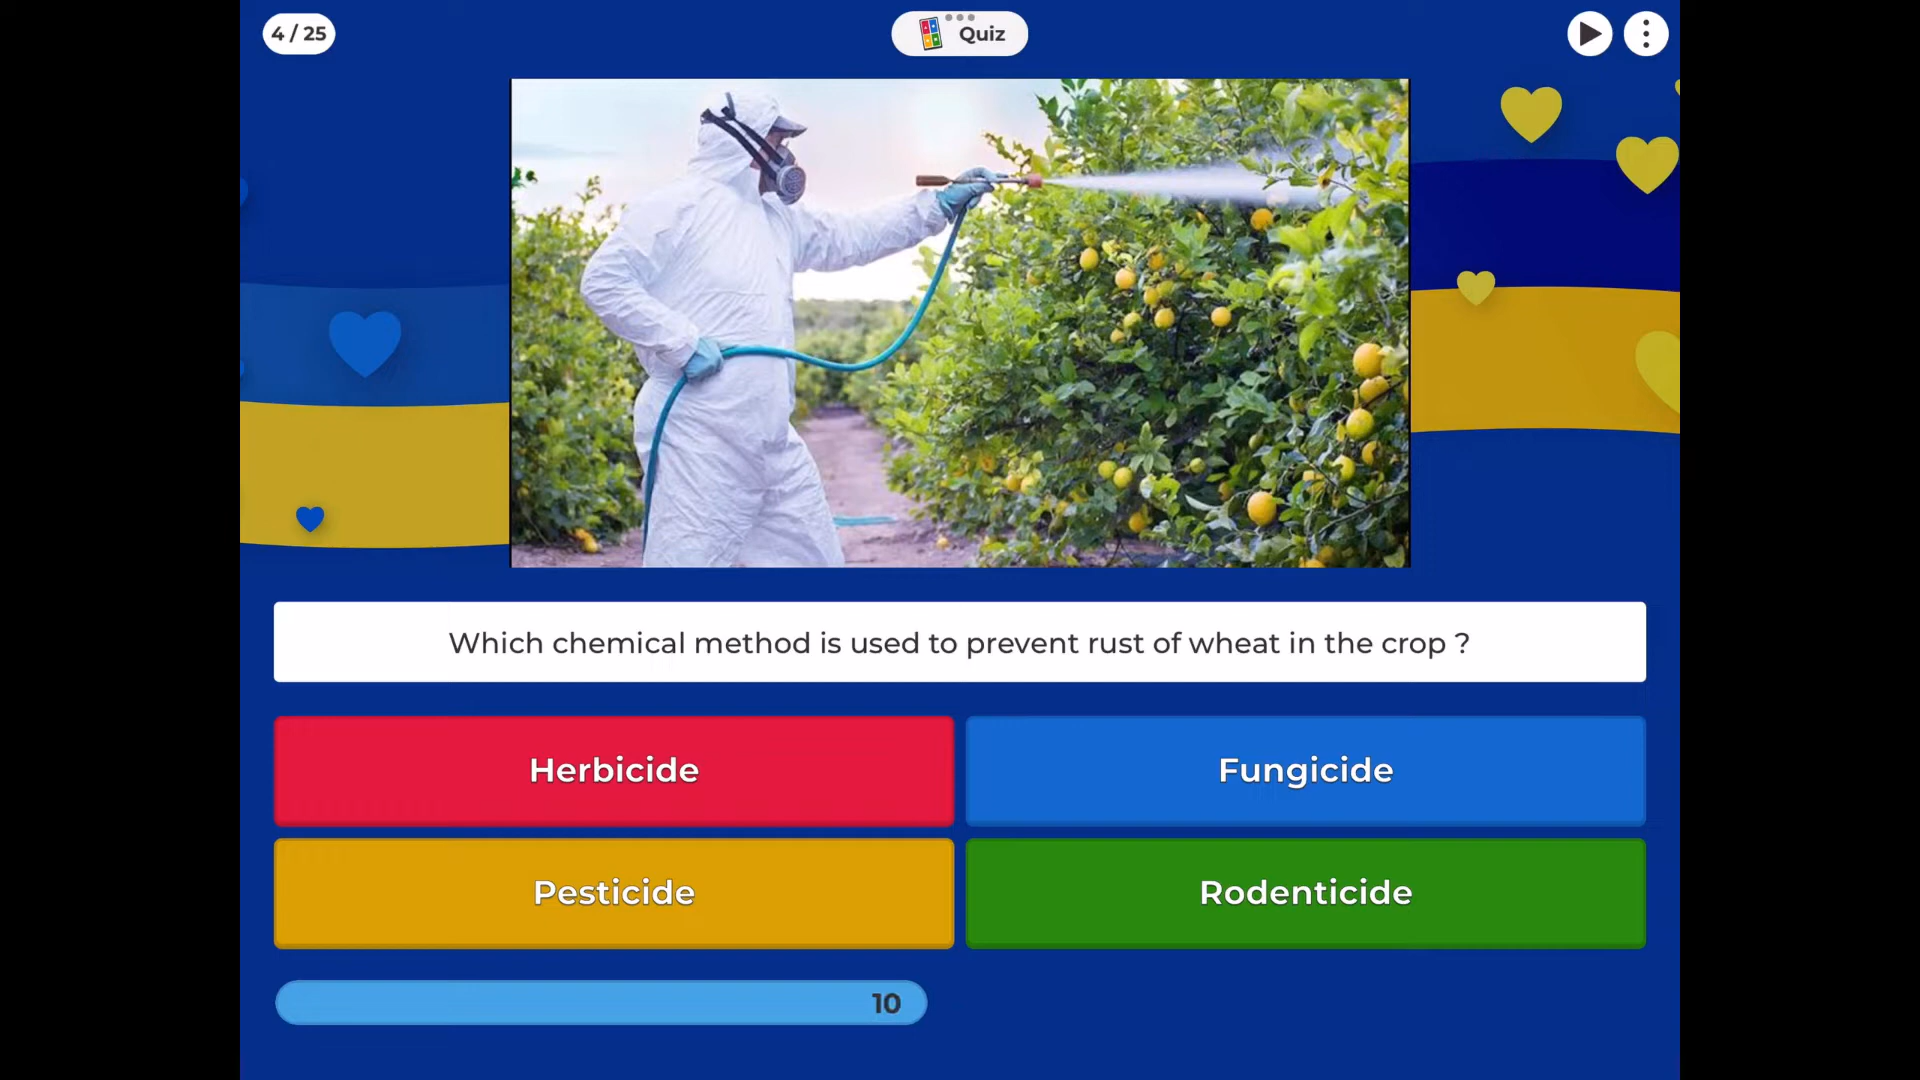 4 / 25
Quiz
Which chemical method is used to prevent rust of wheat in the crop ?
Herbicide
Fungicide
Pesticide
Rodenticide
10